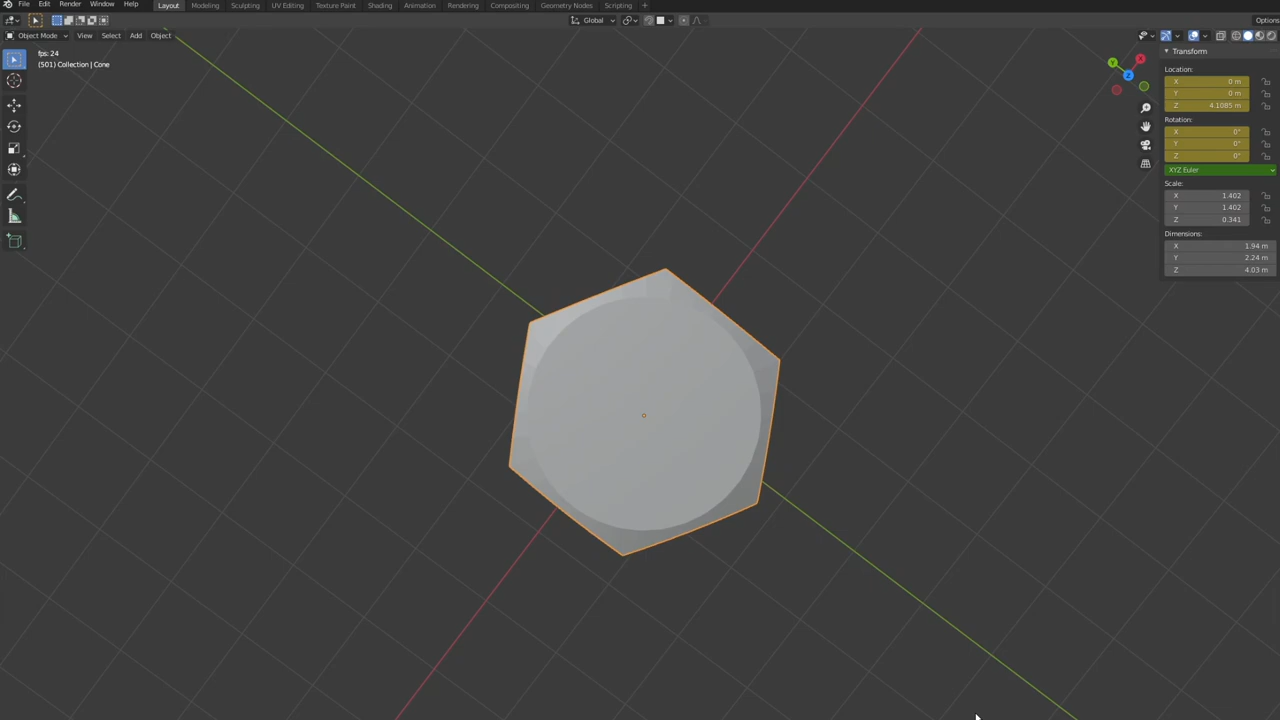 File Edit Render Window Help Layout Modeling Sculpting UV Editing Texture Paint Shading Animation Rendering Compositing Geometry Nodes Scripting +
Global Options
Object Mode View Select Add Object
fps: 24
(501) Collection | Cone
Transform
Location:
X 0 m
Y 0 m
Z 4.1085 m
Rotation:
X 0°
Y 0°
Z 0°
XYZ Euler
Scale:
X 1.402
Y 1.402
Z 0.341
Dimensions:
X 1.94 m
Y 2.24 m
Z 4.03 m
Y X Z